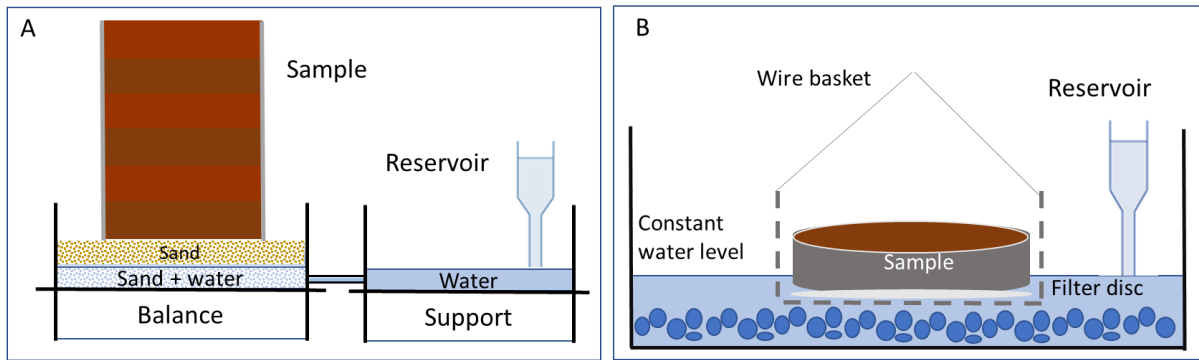 A
Sample
Reservoir
Sand
Sand + water
Water
Balance
Support
B
Wire basket
Reservoir
Constant
water level
Sample
Filter disc